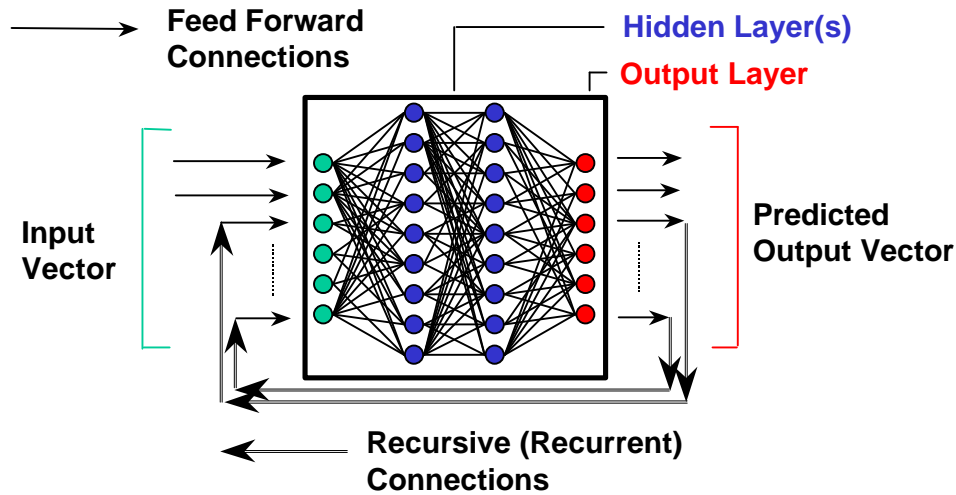 Feed Forward
Connections
Hidden Layer(s)
Output Layer
Input
Vector
Predicted
Output Vector
Recursive (Recurrent)
Connections